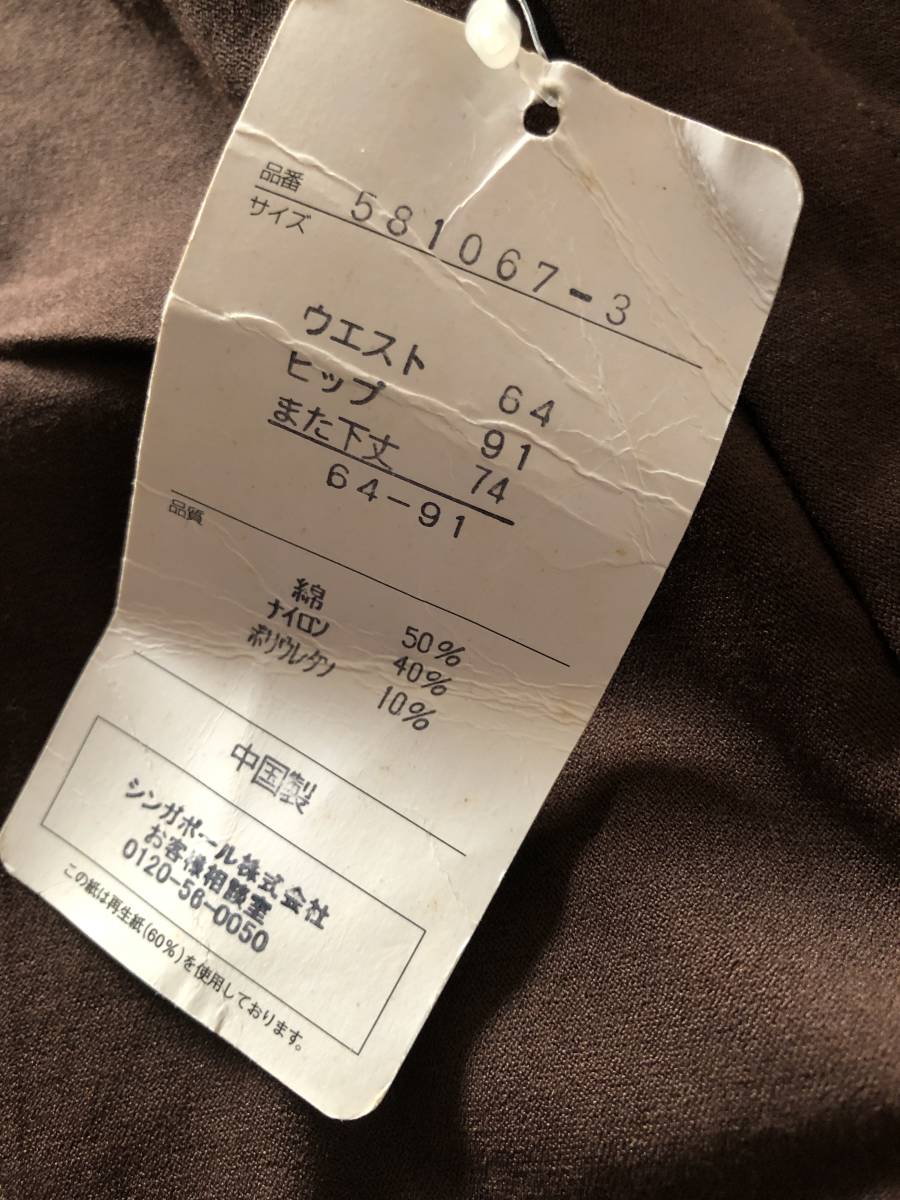 品番 581067-3
サイズ
ウエスト 64
ヒップ 91
また下丈 74
64-91
品質
綿 50%
ナイロン 40%
ポリウレタン 10%
中国製
シンガポール株式会社
お客様相談室
0120-56-0050
この紙は再生紙(60%)を使用しております。